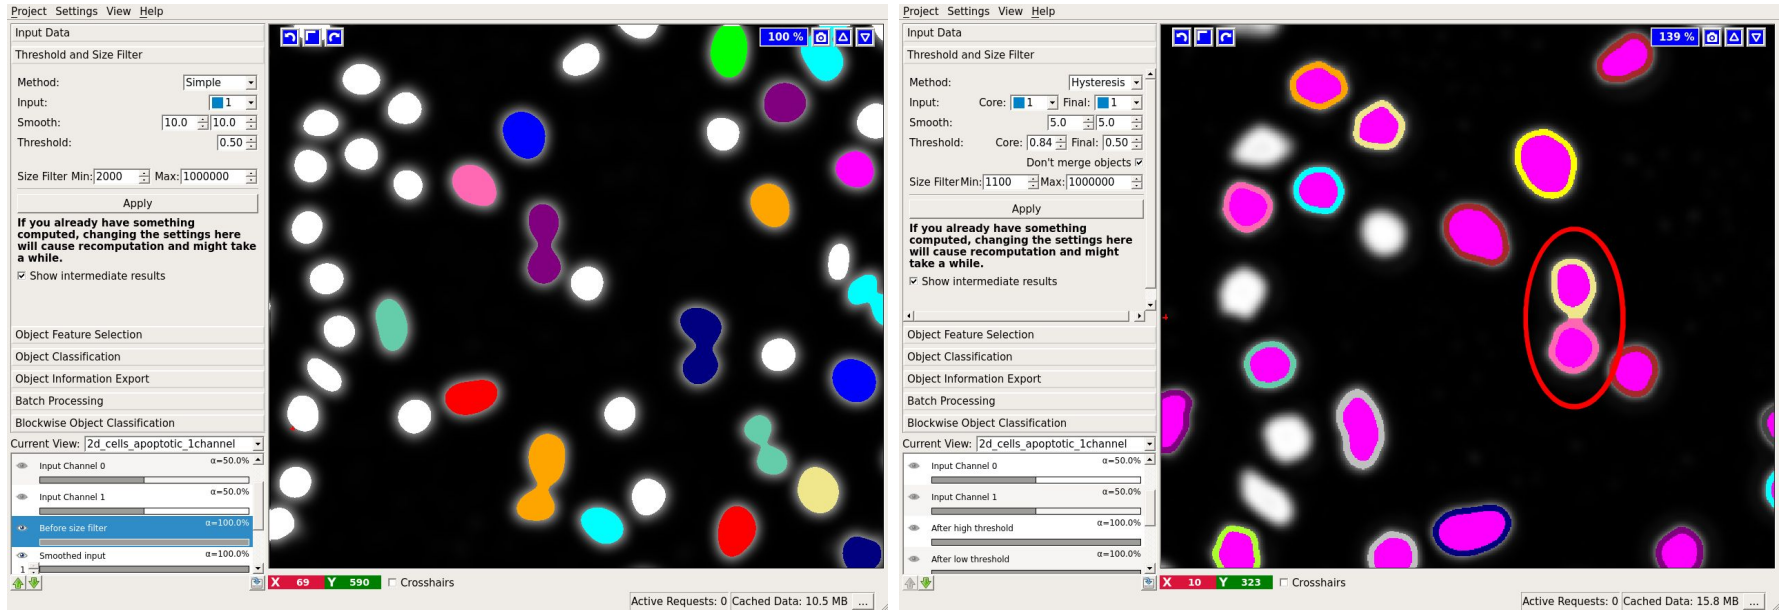 Project Settings View Help
Input Data
Threshold and Size Filter
Method: Simple
Input: 1
Smooth: 10.0 10.0
Threshold: 0.50
Size Filter Min: 2000 Max: 1000000
Apply
If you already have something
computed, changing the settings here
will cause recomputation and might take
a while.
Show intermediate results
Object Feature Selection
Object Classification
Object Information Export
Batch Processing
Blockwise Object Classification
Current View: 2d_cells_apoptotic_1channel
Input Channel 0 α=50.0%
Input Channel 1 α=50.0%
Before size filter α=100.0%
Smoothed input α=100.0%
1
100 %
X 69 Y 590 Crosshairs
Active Requests: 0 Cached Data: 10.5 MB ...
Project Settings View Help
Input Data
Threshold and Size Filter
Method: Hysteresis
Input: Core: 1 Final: 1
Smooth: 5.0 5.0
Threshold: Core: 0.84 Final: 0.50
Don't merge objects
Size Filter Min: 1100 Max: 1000000
Apply
If you already have something
computed, changing the settings here
will cause recomputation and might
take a while.
Show intermediate results
Object Feature Selection
Object Classification
Object Information Export
Batch Processing
Blockwise Object Classification
Current View: 2d_cells_apoptotic_1channel
Input Channel 0 α=50.0%
Input Channel 1 α=50.0%
After high threshold α=100.0%
After low threshold α=100.0%
139 %
X 10 Y 323 Crosshairs
Active Requests: 0 Cached Data: 15.8 MB ...